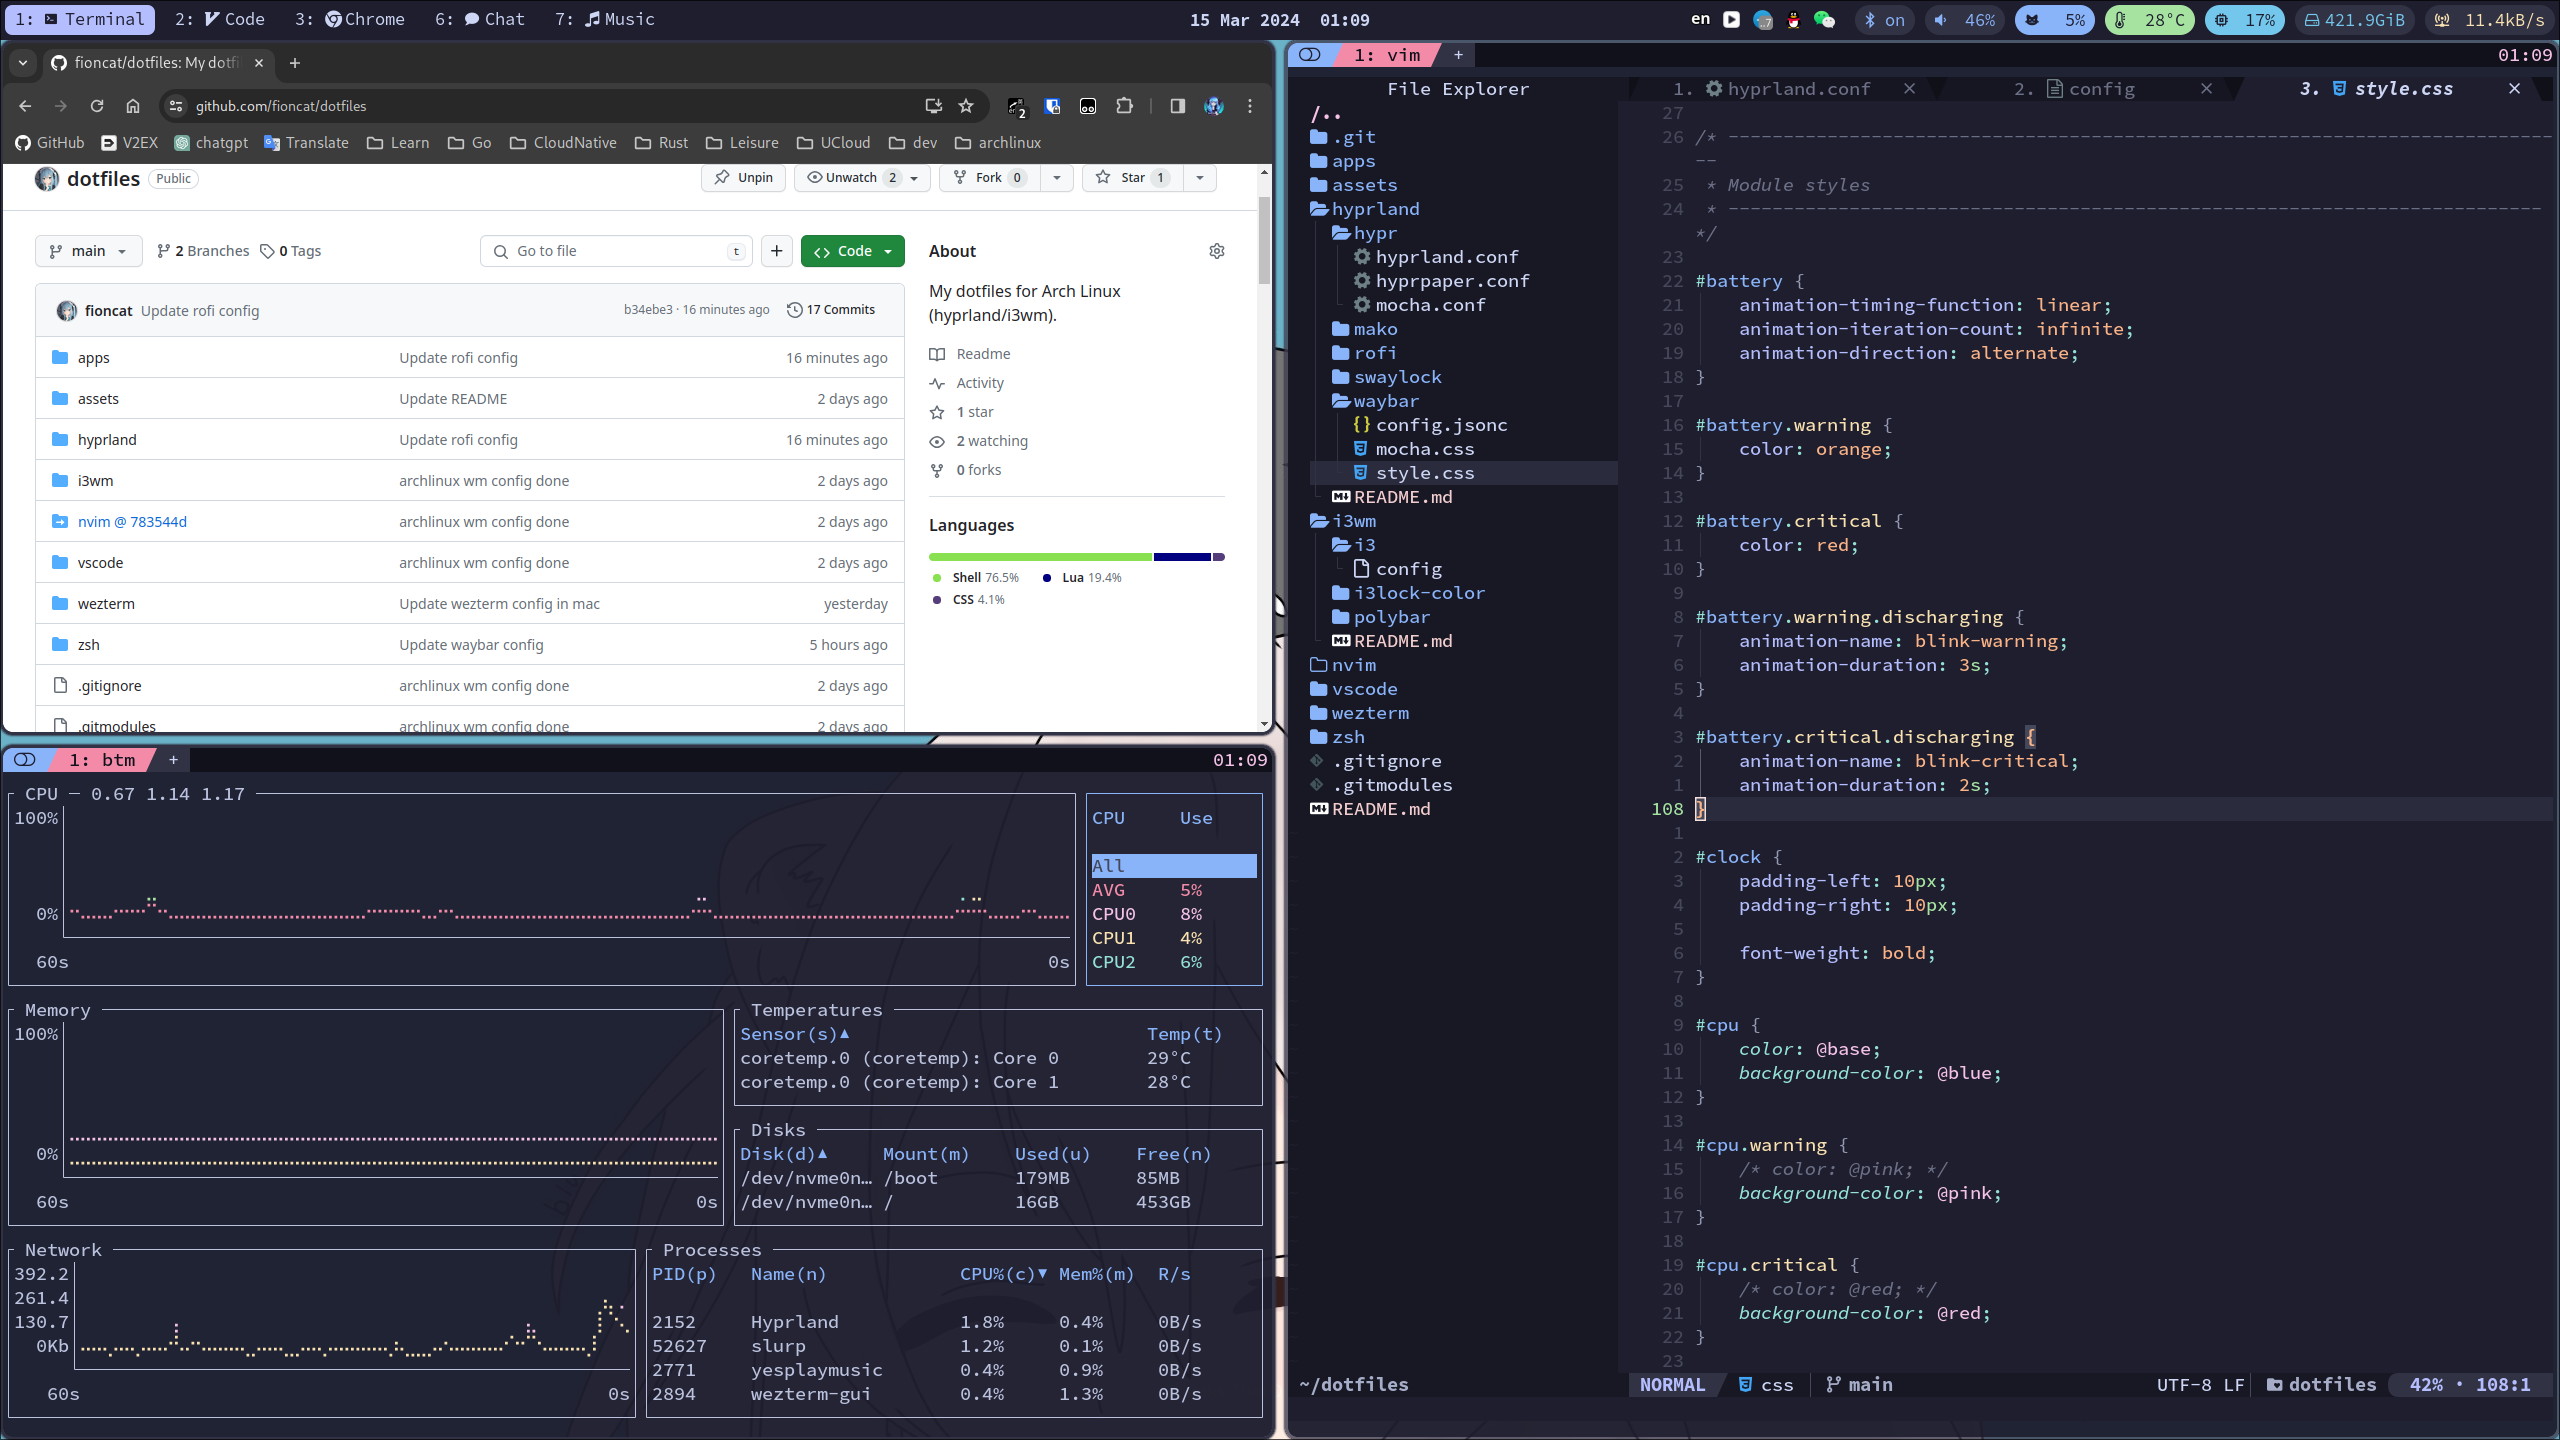 1: Terminal 2: Code 3: Chrome 6: Chat 7: Music
15 Mar 2024 01:09
en on 46% 5% 28°C 17% 421.9GiB 11.4kB/s
fioncat/dotfiles: My dotfi
github.com/fioncat/dotfiles
2
GitHub V2EX chatgpt Translate Learn Go CloudNative Rust Leisure UCloud dev archlinux
dotfiles Public
Unpin Unwatch 2 Fork 0 Star 1
main 2 Branches 0 Tags
Go to file t + Code
fioncat Update rofi config b34ebe3 · 16 minutes ago 17 Commits
apps Update rofi config 16 minutes ago
assets Update README 2 days ago
hyprland Update rofi config 16 minutes ago
i3wm archlinux wm config done 2 days ago
nvim @ 783544d archlinux wm config done 2 days ago
vscode archlinux wm config done 2 days ago
wezterm Update wezterm config in mac yesterday
zsh Update waybar config 5 hours ago
.gitignore archlinux wm config done 2 days ago
.gitmodules archlinux wm config done 2 days ago
About
My dotfiles for Arch Linux
(hyprland/i3wm).
Readme
Activity
1 star
2 watching
0 forks
Languages
Shell 76.5% Lua 19.4%
CSS 4.1%
1: btm + 01:09
CPU — 0.67 1.14 1.17
100%
0%
60s 0s
CPU Use
All
AVG 5%
CPU0 8%
CPU1 4%
CPU2 6%
Memory
100%
0%
60s 0s
Temperatures
Sensor(s)▲ Temp(t)
coretemp.0 (coretemp): Core 0 29°C
coretemp.0 (coretemp): Core 1 28°C
Disks
Disk(d)▲ Mount(m) Used(u) Free(n)
/dev/nvme0n… /boot 179MB 85MB
/dev/nvme0n… / 16GB 453GB
Network
392.2
261.4
130.7
0Kb
60s 0s
Processes
PID(p) Name(n) CPU%(c)▼ Mem%(m) R/s
2152 Hyprland 1.8% 0.4% 0B/s
52627 slurp 1.2% 0.1% 0B/s
2771 yesplaymusic 0.4% 0.9% 0B/s
2894 wezterm-gui 0.4% 1.3% 0B/s
1: vim + 01:09
File Explorer
/..
.git
apps
assets
hyprland
hypr
hyprland.conf
hyprpaper.conf
mocha.conf
mako
rofi
swaylock
waybar
config.jsonc
mocha.css
style.css
README.md
i3wm
i3
config
i3lock-color
polybar
README.md
nvim
vscode
wezterm
zsh
.gitignore
.gitmodules
README.md
1. hyprland.conf 2. config 3. style.css
27
26 /* ---------------------------------------------------------------------------
--
25 * Module styles
24 * --------------------------------------------------------------------------
*/
23
22 #battery {
21 animation-timing-function: linear;
20 animation-iteration-count: infinite;
19 animation-direction: alternate;
18 }
17
16 #battery.warning {
15 color: orange;
14 }
13
12 #battery.critical {
11 color: red;
10 }
9
8 #battery.warning.discharging {
7 animation-name: blink-warning;
6 animation-duration: 3s;
5 }
4
3 #battery.critical.discharging {
2 animation-name: blink-critical;
1 animation-duration: 2s;
108 }
1
2 #clock {
3 padding-left: 10px;
4 padding-right: 10px;
5
6 font-weight: bold;
7 }
8
9 #cpu {
10 color: @base;
11 background-color: @blue;
12 }
13
14 #cpu.warning {
15 /* color: @pink; */
16 background-color: @pink;
17 }
18
19 #cpu.critical {
20 /* color: @red; */
21 background-color: @red;
22 }
23
~/dotfiles NORMAL css main UTF-8 LF dotfiles 42% · 108:1